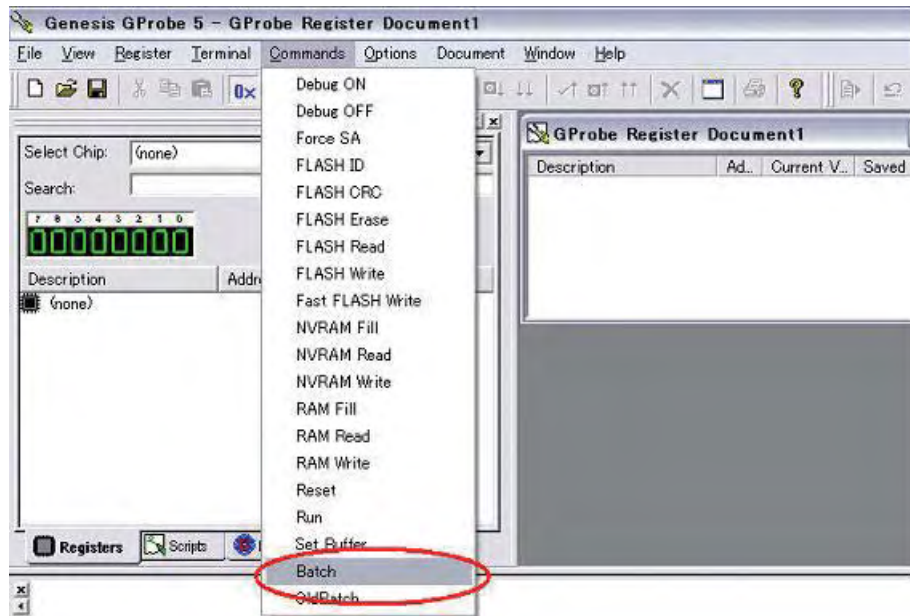 Genesis GProbe 5 - GProbe Register Document1
File View Register Terminal Commands Options Document Window Help
0x
Select Chip: (none)
Search:
7 6 5 4 3 2 1 0
00000000
Description Addre
(none)
Registers Scripts
Debug ON
Debug OFF
Force SA
FLASH ID
FLASH CRC
FLASH Erase
FLASH Read
FLASH Write
Fast FLASH Write
NVRAM Fill
NVRAM Read
NVRAM Write
RAM Fill
RAM Read
RAM Write
Reset
Run
Set Buffer
Batch
OldBatch
GProbe Register Document1
Description Ad... Current V... Saved